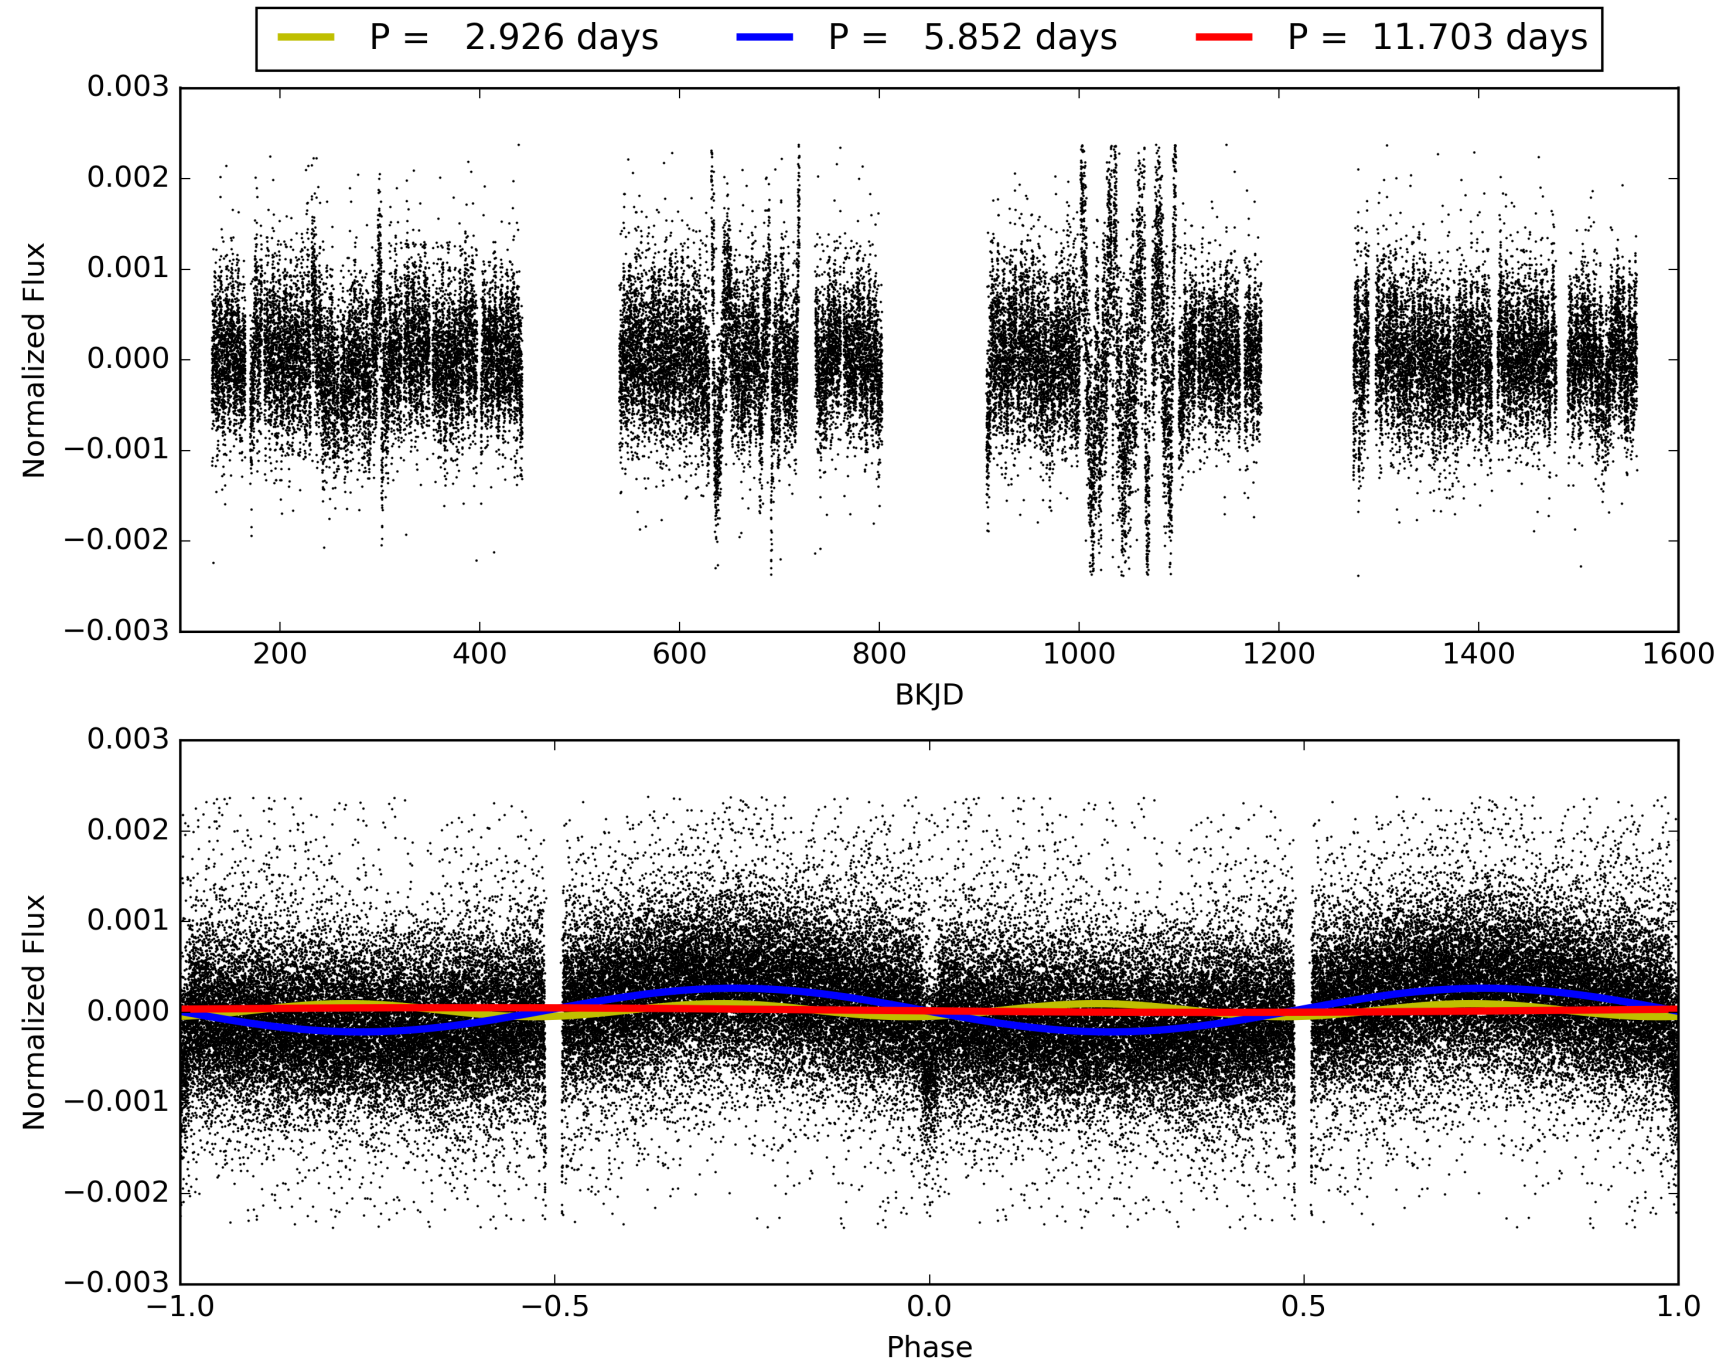 P = 2.926 days P = 5.852 days P = 11.703 days
0.003
0.002
0.001
0.000
−0.001
−0.002
−0.003
Normalized Flux
200 400 600 800 1000 1200 1400 1600
BKJD
0.003
0.002
0.001
0.000
−0.001
−0.002
−0.003
Normalized Flux
−1.0 −0.5 0.0 0.5 1.0
Phase